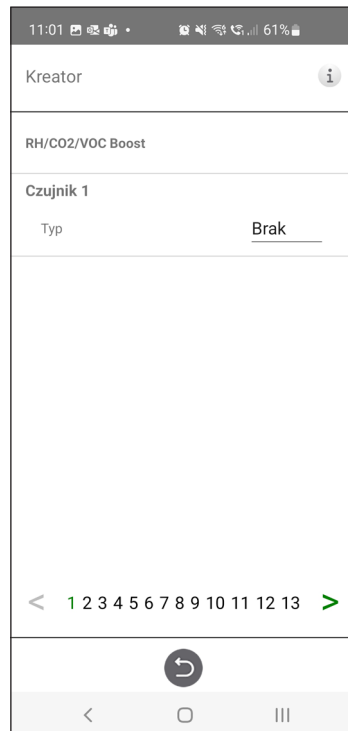 11:01 61%
Kreator i
RH/CO2/VOC Boost
Czujnik 1
Typ Brak
< 1 2 3 4 5 6 7 8 9 10 11 12 13 >